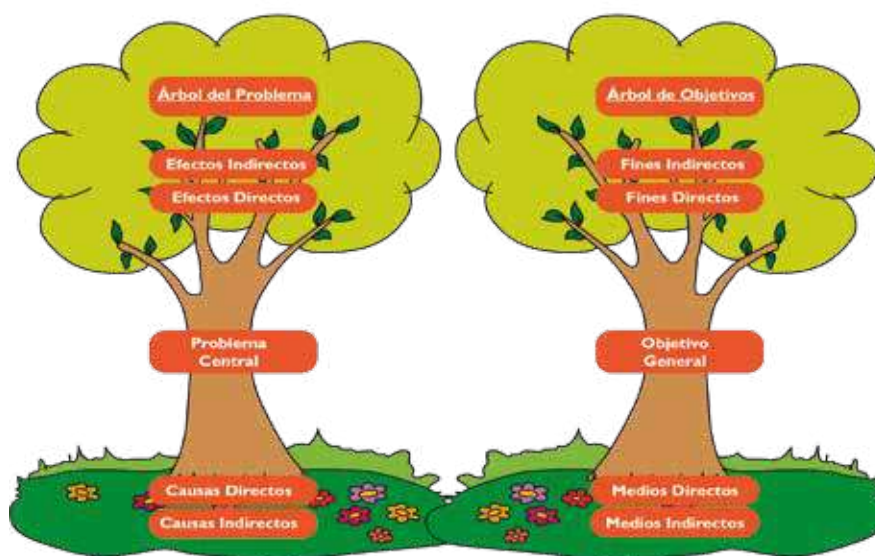 Árbol del Problema
Efectos Indirectos
Efectos Directos
Problema
Central
Causas Directos
Causas Indirectos
Árbol de Objetivos
Fines Indirectos
Fines Directos
Objetivo
General
Medios Directos
Medios Indirectos